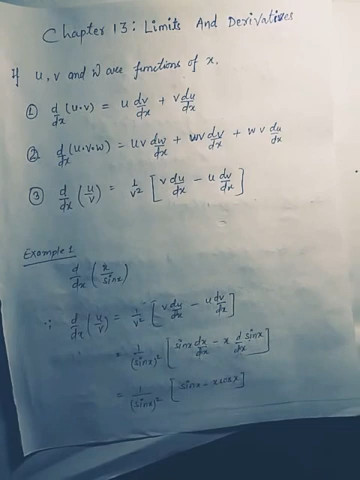 Chapter 13: Limits And Derivatives
If u, v and w are functions of x.
① d/dx (u·v) = u dv/dx + v du/dx
② d/dx (u·v·w) = uv dw/dx + wv dv/dx + wv du/dx
③ d/dx (u/v) = 1/v² [v du/dx - u dv/dx]
=
Example 1
d/dx (x/sinx)
∵ d/dx (u/v) = 1/v² [v du/dx - u dv/dx]
= 1/(sinx)² [sinx dx/dx - x d/dx sinx]
= 1/(sinx)² [sinx - xcosx]